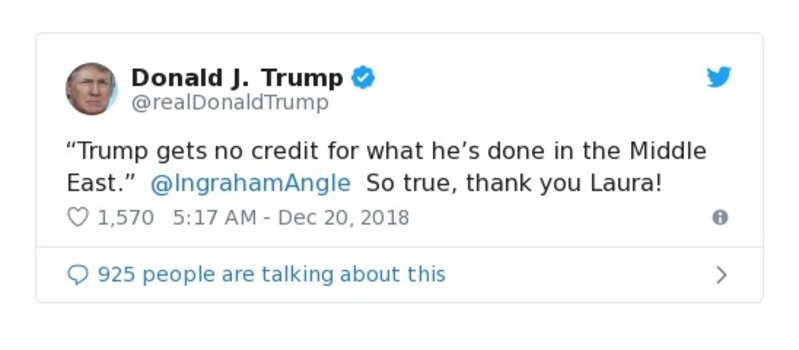 Donald J. Trump
@realDonaldTrump
“Trump gets no credit for what he’s done in the Middle
East.” @IngrahamAngle So true, thank you Laura!
1,570 5:17 AM - Dec 20, 2018
925 people are talking about this